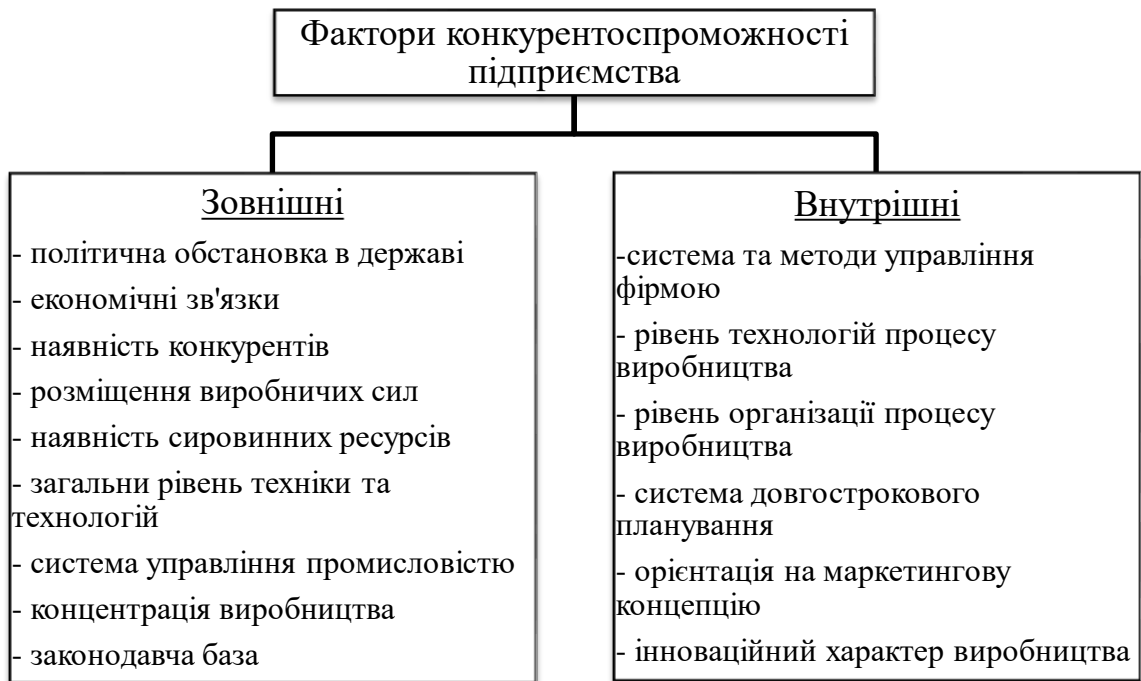 Фактори конкурентоспроможності
підприємства
Зовнішні
- політична обстановка в державі
- економічні зв'язки
- наявність конкурентів
- розміщення виробничих сил
- наявність сировинних ресурсів
- загальни рівень техніки та
технологій
- система управління промисловістю
- концентрація виробництва
- законодавча база
Внутрішні
-система та методи управління
фірмою
- рівень технологій процесу
виробництва
- рівень організації процесу
виробництва
- система довгострокового
планування
- орієнтація на маркетингову
концепцію
- інноваційний характер виробництва